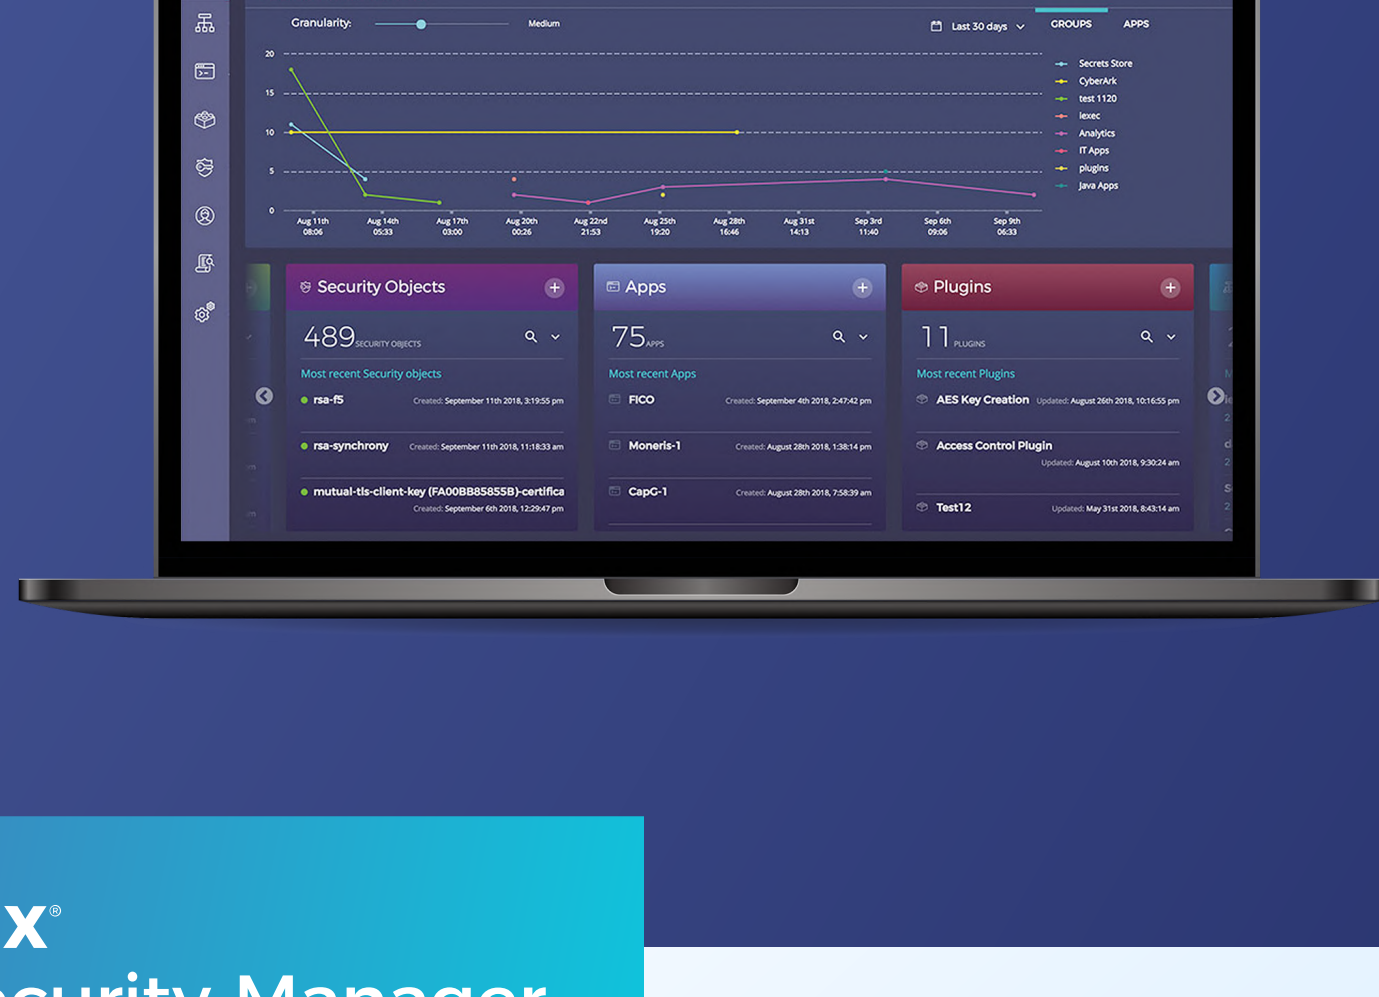 Granularity:
Medium
Last 30 days
GROUPS
APPS
20
15
10
5
0
Secrets Store
CyberArk
test 1120
iexec
Analytics
IT Apps
plugins
Java Apps
Aug 11th Aug 14th Aug 17th Aug 20th Aug 22nd Aug 25th Aug 28th Aug 31st Sep 3rd Sep 6th Sep 9th
08:06 05:33 03:00 00:26 21:53 19:20 16:46 14:13 11:40 09:06 06:33
Security Objects
489 SECURITY OBJECTS
Most recent Security objects
rsa-f5 Created: September 11th 2018, 3:19:55 pm
rsa-synchrony Created: September 11th 2018, 11:18:33 am
mutual-tls-client-key (FA00BB85855B)-certifica
Created: September 6th 2018, 12:29:47 pm
Apps
75 APPS
Most recent Apps
FICO Created: September 4th 2018, 2:47:42 pm
Moneris-1 Created: August 28th 2018, 1:38:14 pm
CapG-1 Created: August 28th 2018, 7:58:39 am
Plugins
11 PLUGINS
Most recent Plugins
AES Key Creation Updated: August 26th 2018, 10:16:55 pm
Access Control Plugin
Updated: August 10th 2018, 9:30:24 am
Test12 Updated: May 31st 2018, 8:43:14 am
x®
ecurity Manager